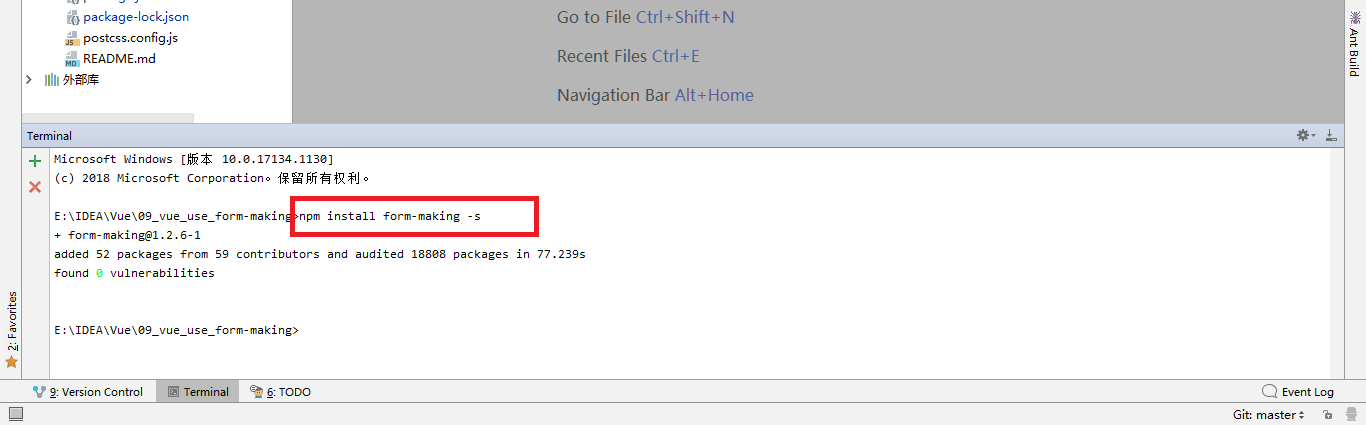 package-lock.json
postcss.config.js
README.md
外部库
Go to File Ctrl+Shift+N
Recent Files Ctrl+E
Navigation Bar Alt+Home
Ant Build
Terminal
Microsoft Windows [版本 10.0.17134.1130]
(c) 2018 Microsoft Corporation。保留所有权利。
E:\IDEA\Vue\09_vue_use_form-making>npm install form-making -s
+ form-making@1.2.6-1
added 52 packages from 59 contributors and audited 18808 packages in 77.239s
found 0 vulnerabilities
E:\IDEA\Vue\09_vue_use_form-making>
2: Favorites
9: Version Control
Terminal
6: TODO
Event Log
Git: master